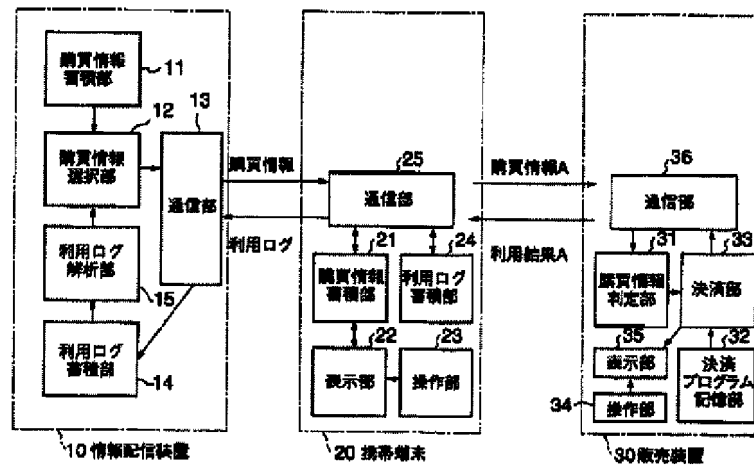 購買情報
蓄積部
11
12
13
購買情報
選択部
通信部
利用ログ
解析部
15
利用ログ
蓄積部
14
10 情報配信装置
購買情報
利用ログ
25
通信部
21
24
購買情報
蓄積部
利用ログ
蓄積部
22
23
表示部
操作部
20 携帯端末
購買情報A
利用結果A
36
通信部
31
33
購買情報
判定部
決済部
35
32
表示部
決済
プログラム
記憶部
34
操作部
30 販売装置